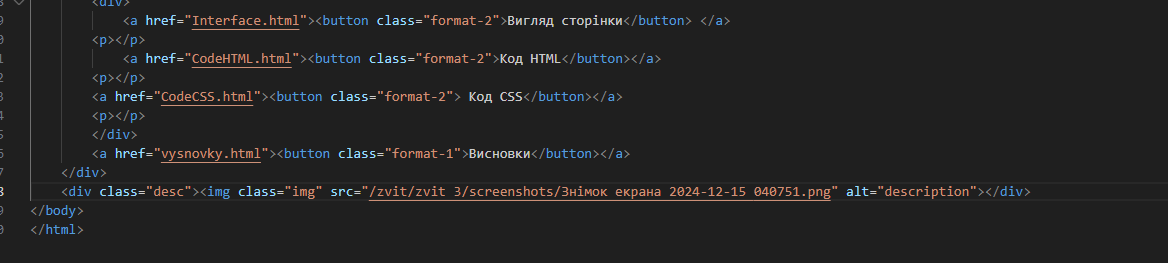 <div>
<a href="Interface.html"><button class="format-2">Вигляд сторінки</button> </a>
<p></p>
<a href="CodeHTML.html"><button class="format-2">Код HTML</button></a>
<p></p>
<a href="CodeCSS.html"><button class="format-2"> Код CSS</button></a>
<p></p>
</div>
<a href="vysnovky.html"><button class="format-1">Висновки</button></a>
</div>
<div class="desc"><img class="img" src="/zvit/zvit 3/screenshots/Знімок екрана 2024-12-15 040751.png" alt="description"></div>
</body>
</html>